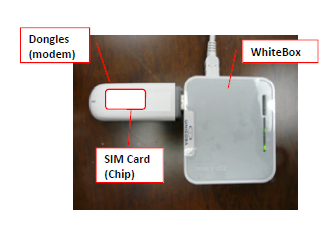 Dongles
(modem)
WhiteBox
SIM Card
(Chip)